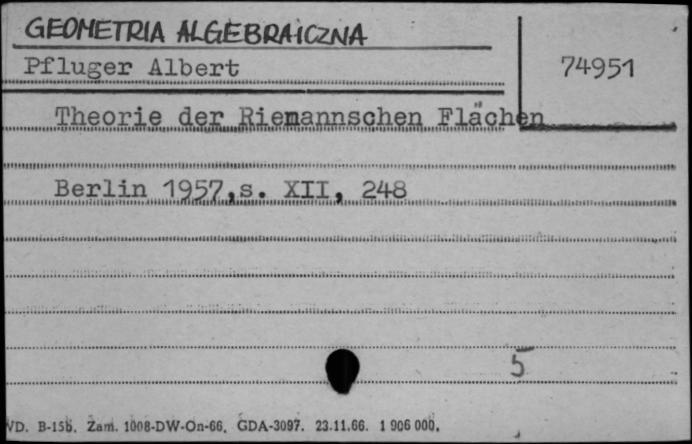 GEOMETRIA ALGEBRAICZNA
Pfluger Albert
74951
Theorie der Riemannschen Flächen
Berlin 1957,s. XII, 248
5
VD. B-15b. Zam. 1008-DW-On-66. GDA-3097. 23.11.66. 1 906 000.